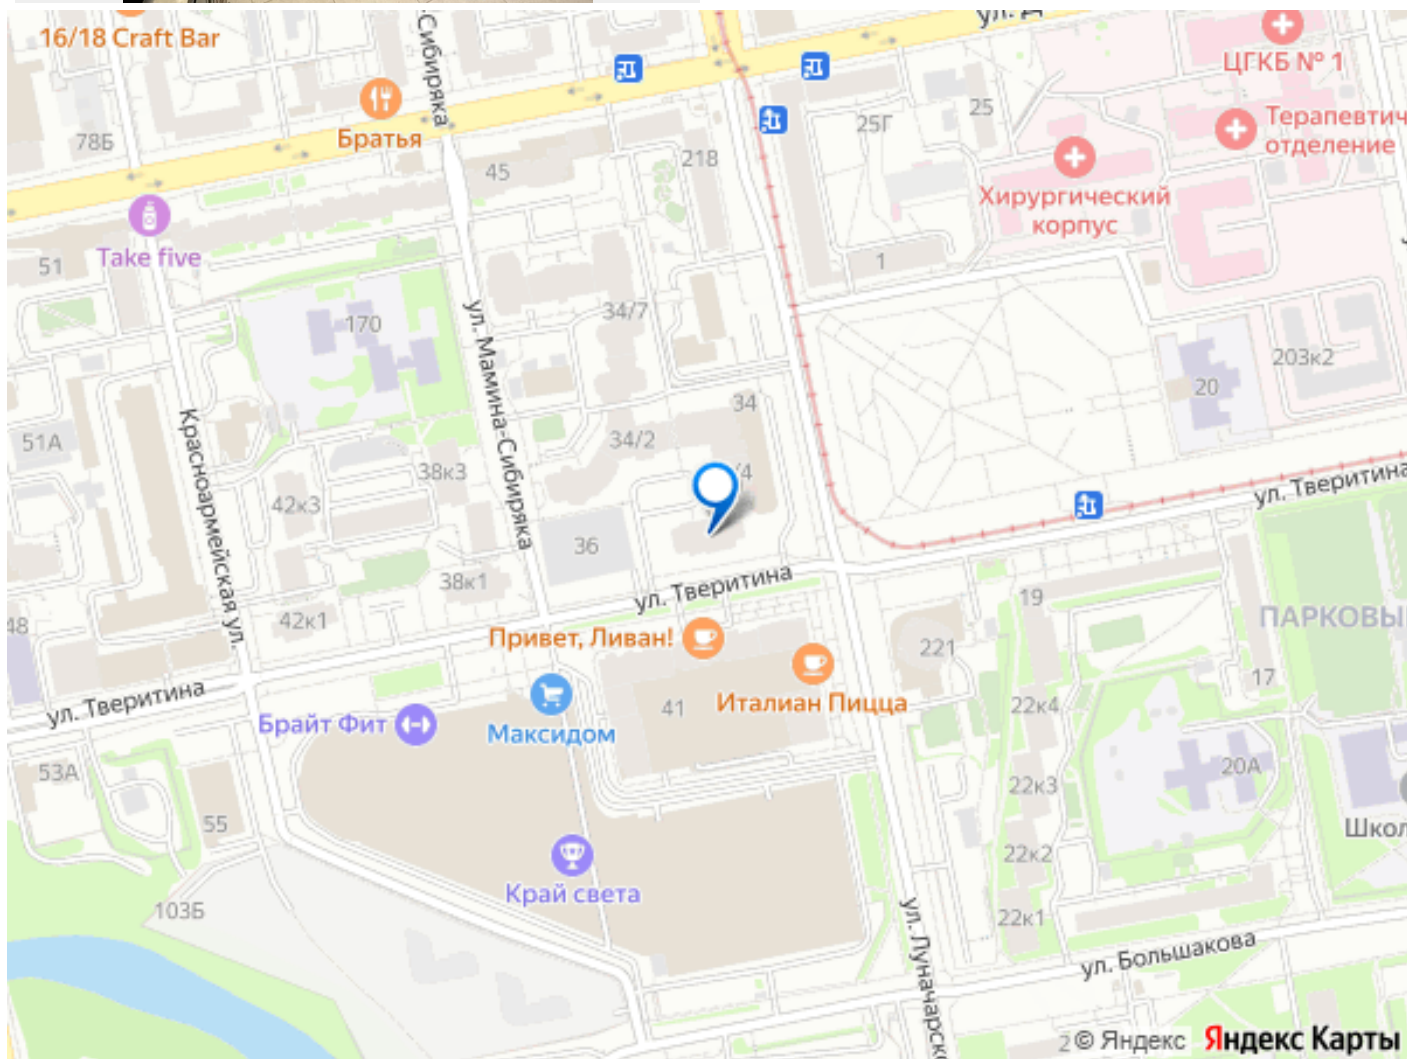 16/18 Craft Bar
-Сибиряка
ЦГКБ № 1
Братья
78Б
45
218
25Г
25
Терапевтич
отделение
Хирургический
корпус
Take five
51
1
170
34/7
ул. Мамина-Сибиряка
203к2
20
34
51А
34/2
/4
38к3
42к3
Красноармейская ул.
36
38к1
42к1
ул. Тверитина
ул. Тверитина
19
ПАРКОВЫ
48
Привет, Ливан!
221
17
ул. Тверитина
Италиан Пицца
41
22к4
Брайт Фит
Максидом
53А
20А
22к3
55
Школ
22к2
Край света
103Б
22к1
ул. Большакова
ул. Луначарск
2
© Яндекс
Яндекс Карты